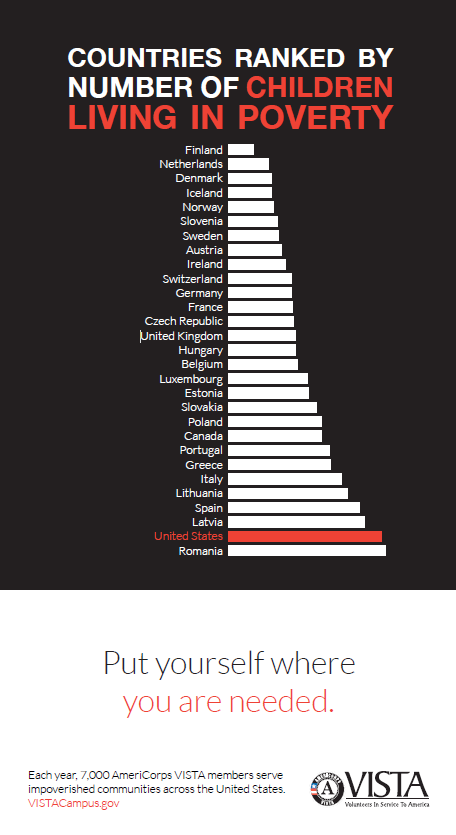 COUNTRIES RANKED BY
NUMBER OF CHILDREN
LIVING IN POVERTY
Finland
Netherlands
Denmark
Iceland
Norway
Slovenia
Sweden
Austria
Ireland
Switzerland
Germany
France
Czech Republic
United Kingdom
Hungary
Belgium
Luxembourg
Estonia
Slovakia
Poland
Canada
Portugal
Greece
Italy
Lithuania
Spain
Latvia
United States
Romania
Put yourself where
you are needed.
Each year, 7,000 AmeriCorps VISTA members serve
impoverished communities across the United States.
VISTACampus.gov
AMERICORPS
VISTA
VISTA
Volunteers In Service To America